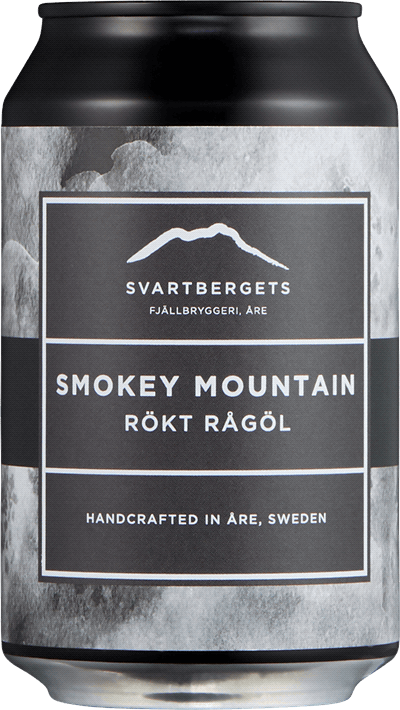 SVARTBERGETS
FJÄLLBRYGGERI, ÅRE
SMOKEY MOUNTAIN
RÖKT RÅGÖL
HANDCRAFTED IN ÅRE, SWEDEN